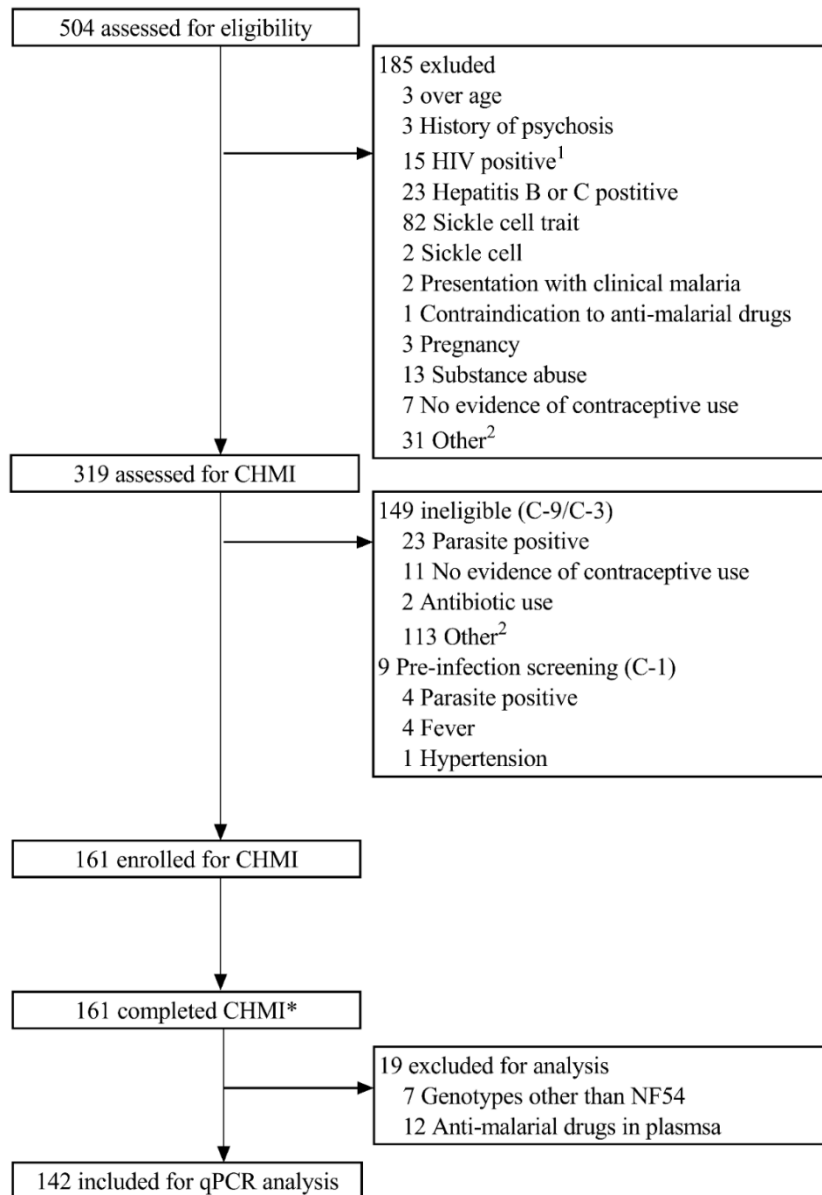 504 assessed for eligibility
185 exluded
3 over age
3 History of psychosis
15 HIV positive1
23 Hepatitis B or C postitive
82 Sickle cell trait
2 Sickle cell
2 Presentation with clinical malaria
1 Contraindication to anti-malarial drugs
3 Pregnancy
13 Substance abuse
7 No evidence of contraceptive use
31 Other2
319 assessed for CHMI
149 ineligible (C-9/C-3)
23 Parasite positive
11 No evidence of contraceptive use
2 Antibiotic use
113 Other2
9 Pre-infection screening (C-1)
4 Parasite positive
4 Fever
1 Hypertension
161 enrolled for CHMI
161 completed CHMI*
19 excluded for analysis
7 Genotypes other than NF54
12 Anti-malarial drugs in plasmsa
142 included for qPCR analysis